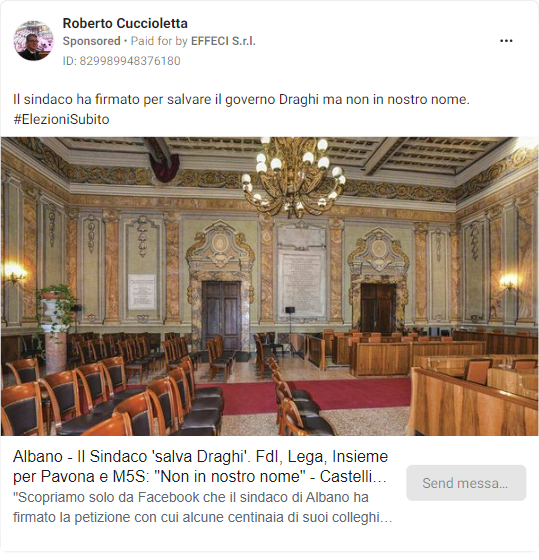 Roberto Cuccioletta
Sponsored • Paid for by EFFECI S.r.l.
ID: 829989948376180
Il sindaco ha firmato per salvare il governo Draghi ma non in nostro nome.
#ElezioniSubito
Albano - Il Sindaco 'salva Draghi'. FdI, Lega, Insieme
per Pavona e M5S: "Non in nostro nome" - Castelli...
"Scopriamo solo da Facebook che il sindaco di Albano ha
firmato la petizione con cui alcune centinaia di suoi colleghi...
Send messa...